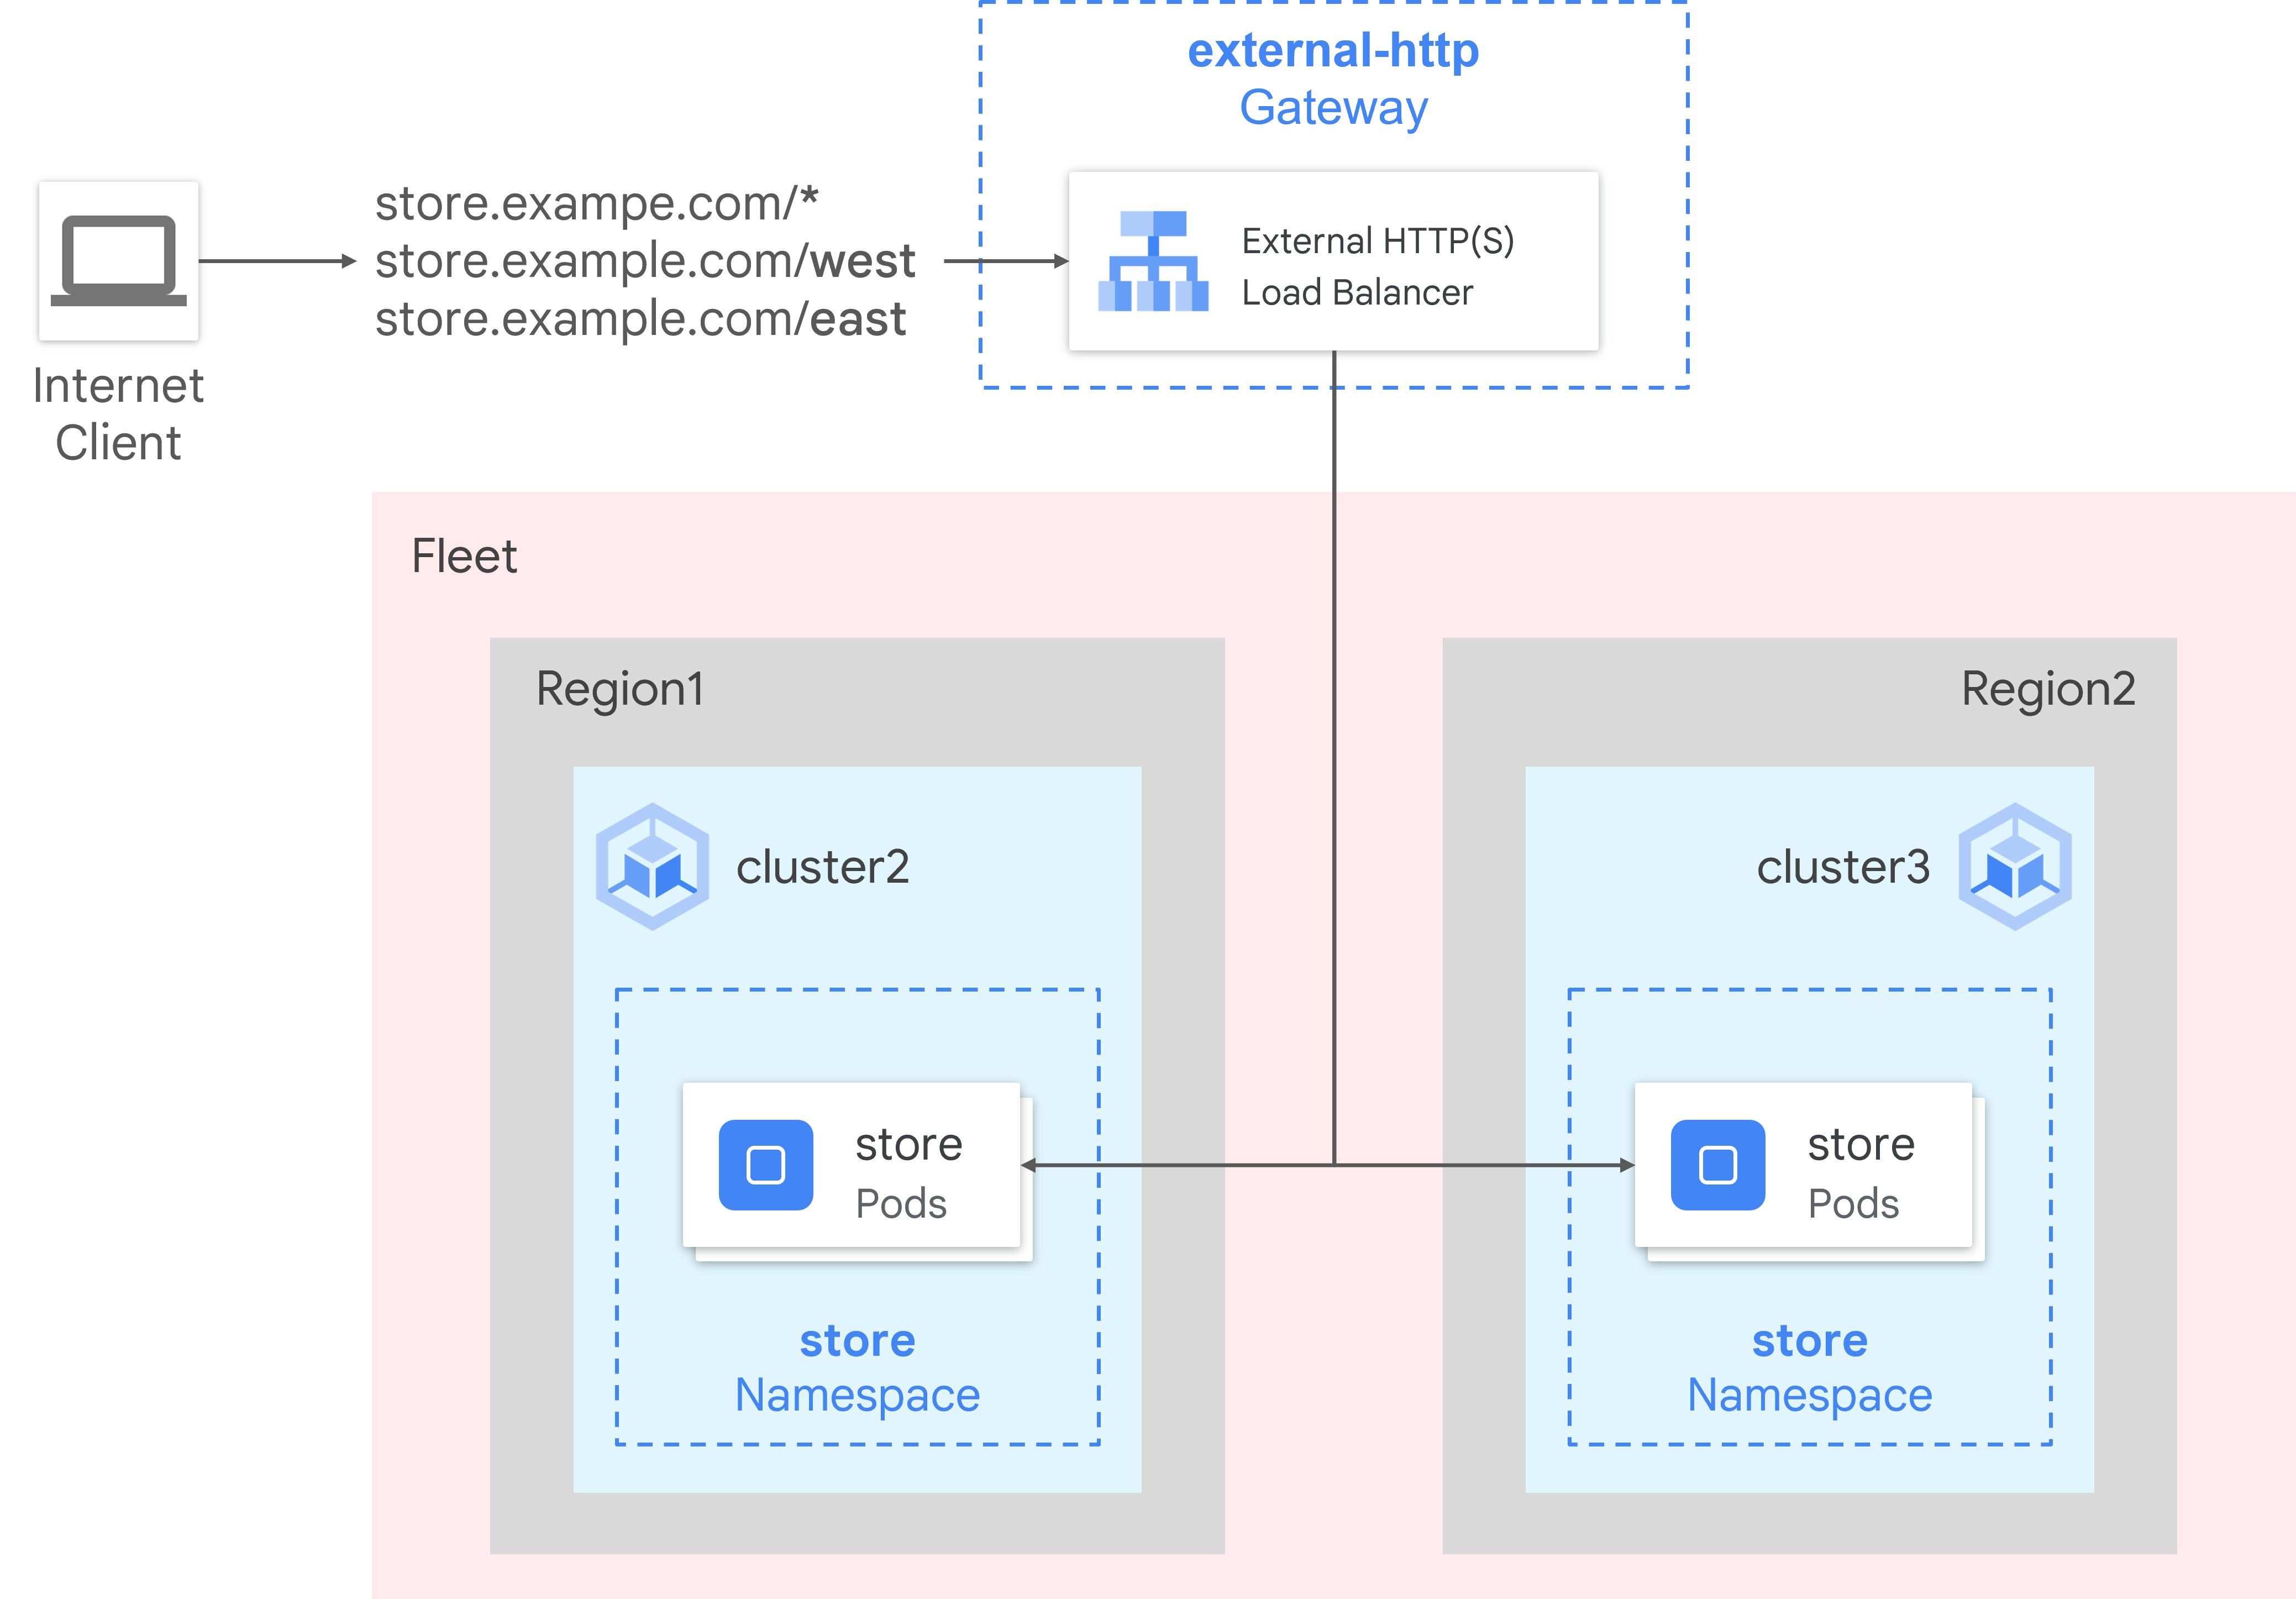 external-http
Gateway
store.exampe.com/*
store.example.com/west
store.example.com/east
External HTTP(S)
Load Balancer
Internet
Client
Fleet
Region1
Region2
cluster2
cluster3
store
Pods
store
Namespace
store
Pods
store
Namespace